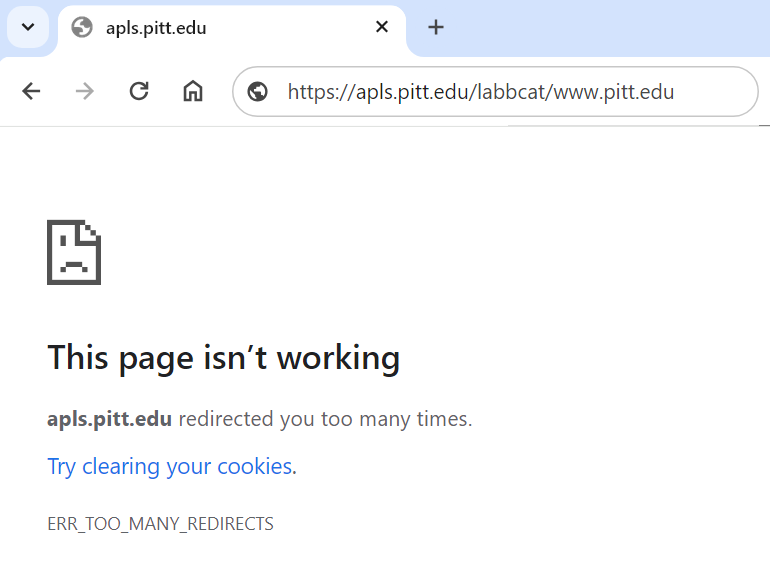 apls.pitt.edu
https://apls.pitt.edu/labbcat/www.pitt.edu
This page isn’t working
apls.pitt.edu redirected you too many times.
Try clearing your cookies.
ERR_TOO_MANY_REDIRECTS